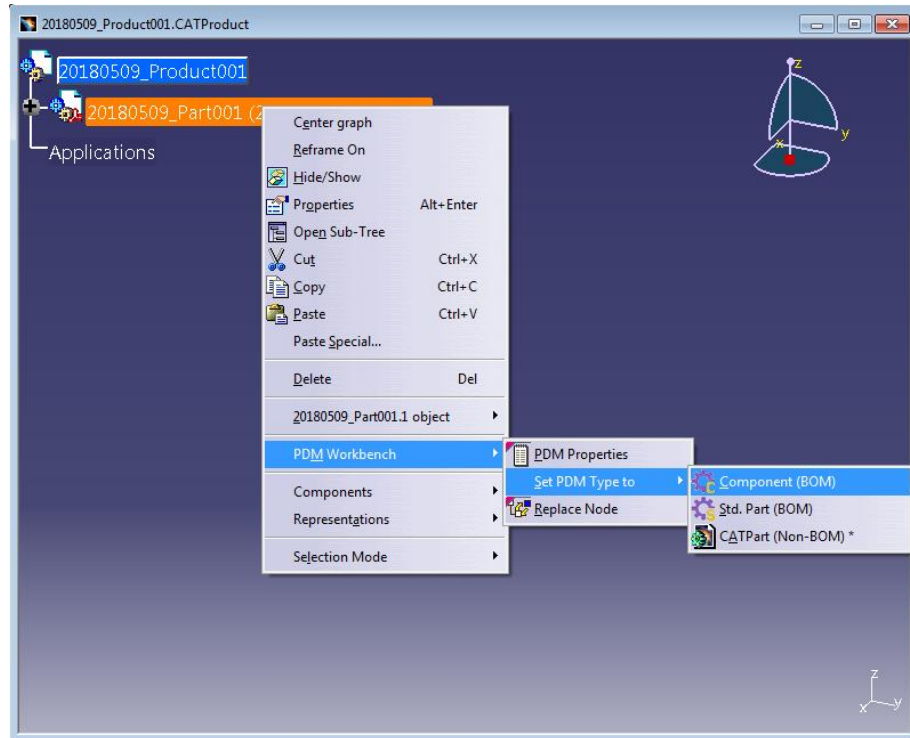 20180509_Product001.CATProduct
20180509_Product001
20180509_Part001 (2
Applications
z
y
x
Center graph
Reframe On
Hide/Show
Properties Alt+Enter
Open Sub-Tree
Cut Ctrl+X
Copy Ctrl+C
Paste Ctrl+V
Paste Special...
Delete Del
20180509_Part001.1 object
PDM Workbench
Components
Representations
Selection Mode
PDM Properties
Set PDM Type to
Replace Node
Component (BOM)
Std. Part (BOM)
CATPart (Non-BOM) *
z
x
y